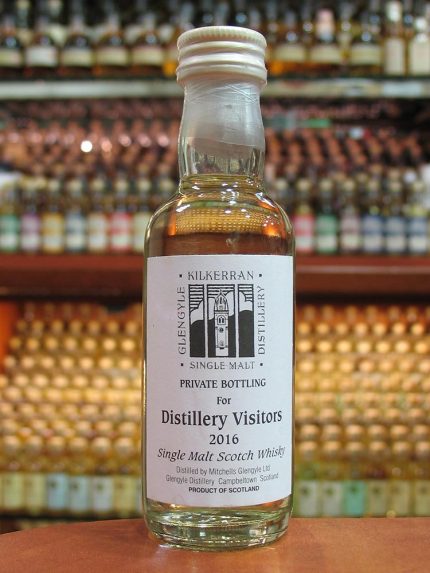 KILKERRAN
GLENGYLE
DISTILLERY
SINGLE MALT
PRIVATE BOTTLING
For
Distillery Visitors
2016
Single Malt Scotch Whisky
Distilled by Mitchells Glengyle Ltd
Glengyle Distillery Campbeltown Scotland
PRODUCT OF SCOTLAND